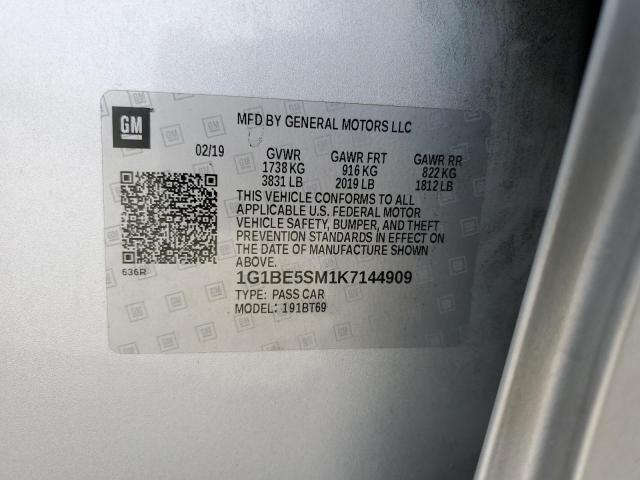 GM
MFD BY GENERAL MOTORS LLC
02/19 GVWR GAWR FRT GAWR RR
1738 KG 916 KG 822 KG
3831 LB 2019 LB 1812 LB
THIS VEHICLE CONFORMS TO ALL
APPLICABLE U.S. FEDERAL MOTOR
VEHICLE SAFETY, BUMPER, AND THEFT
PREVENTION STANDARDS IN EFFECT ON
THE DATE OF MANUFACTURE SHOWN
ABOVE.
636R
1G1BE5SM1K7144909
TYPE: PASS CAR
MODEL: 191BT69